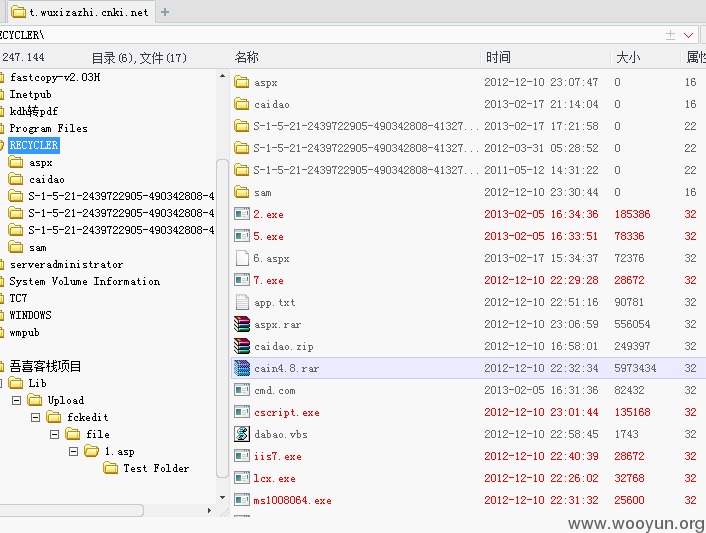 t.wuxizazhi.cnki.net
ECYCLER\
247.144 目录(6),文件(17) 名称 时间 大小 属性
fastcopy-v2.03H
Inetpub
kdh转pdf
Program Files
RECYCLER
aspx
caidao
S-1-5-21-2439722905-490342808-4
S-1-5-21-2439722905-490342808-4
S-1-5-21-2439722905-490342808-4
sam
serveradministrator
System Volume Information
TC7
WINDOWS
wmpub
吾喜客栈项目
Lib
Upload
fckedit
file
1.asp
Test Folder
aspx 2012-12-10 23:07:47 0 16
caidao 2013-02-17 21:14:04 0 16
S-1-5-21-2439722905-490342808-41327... 2013-02-17 17:21:58 0 22
S-1-5-21-2439722905-490342808-41327... 2012-03-31 05:28:52 0 22
S-1-5-21-2439722905-490342808-41327... 2011-05-12 14:31:22 0 22
sam 2012-12-10 23:30:44 0 16
2.exe 2013-02-05 16:34:36 185386 32
5.exe 2013-02-05 16:33:51 78336 32
6.aspx 2013-02-17 15:34:37 72376 32
7.exe 2012-12-10 22:29:28 28672 32
app.txt 2012-12-10 22:51:16 90781 32
aspx.rar 2012-12-10 23:06:59 556054 32
caidao.zip 2012-12-10 16:58:01 249397 32
cain4.8.rar 2012-12-10 22:32:34 5973434 32
cmd.com 2013-02-05 16:31:36 82432 32
cscript.exe 2012-12-10 23:01:44 135168 32
dabao.vbs 2012-12-10 22:58:45 1743 32
iis7.exe 2012-12-10 22:40:39 28672 32
lcx.exe 2012-12-10 22:26:02 32768 32
ms1008064.exe 2012-12-10 22:31:32 25600 32
www.wooyun.org